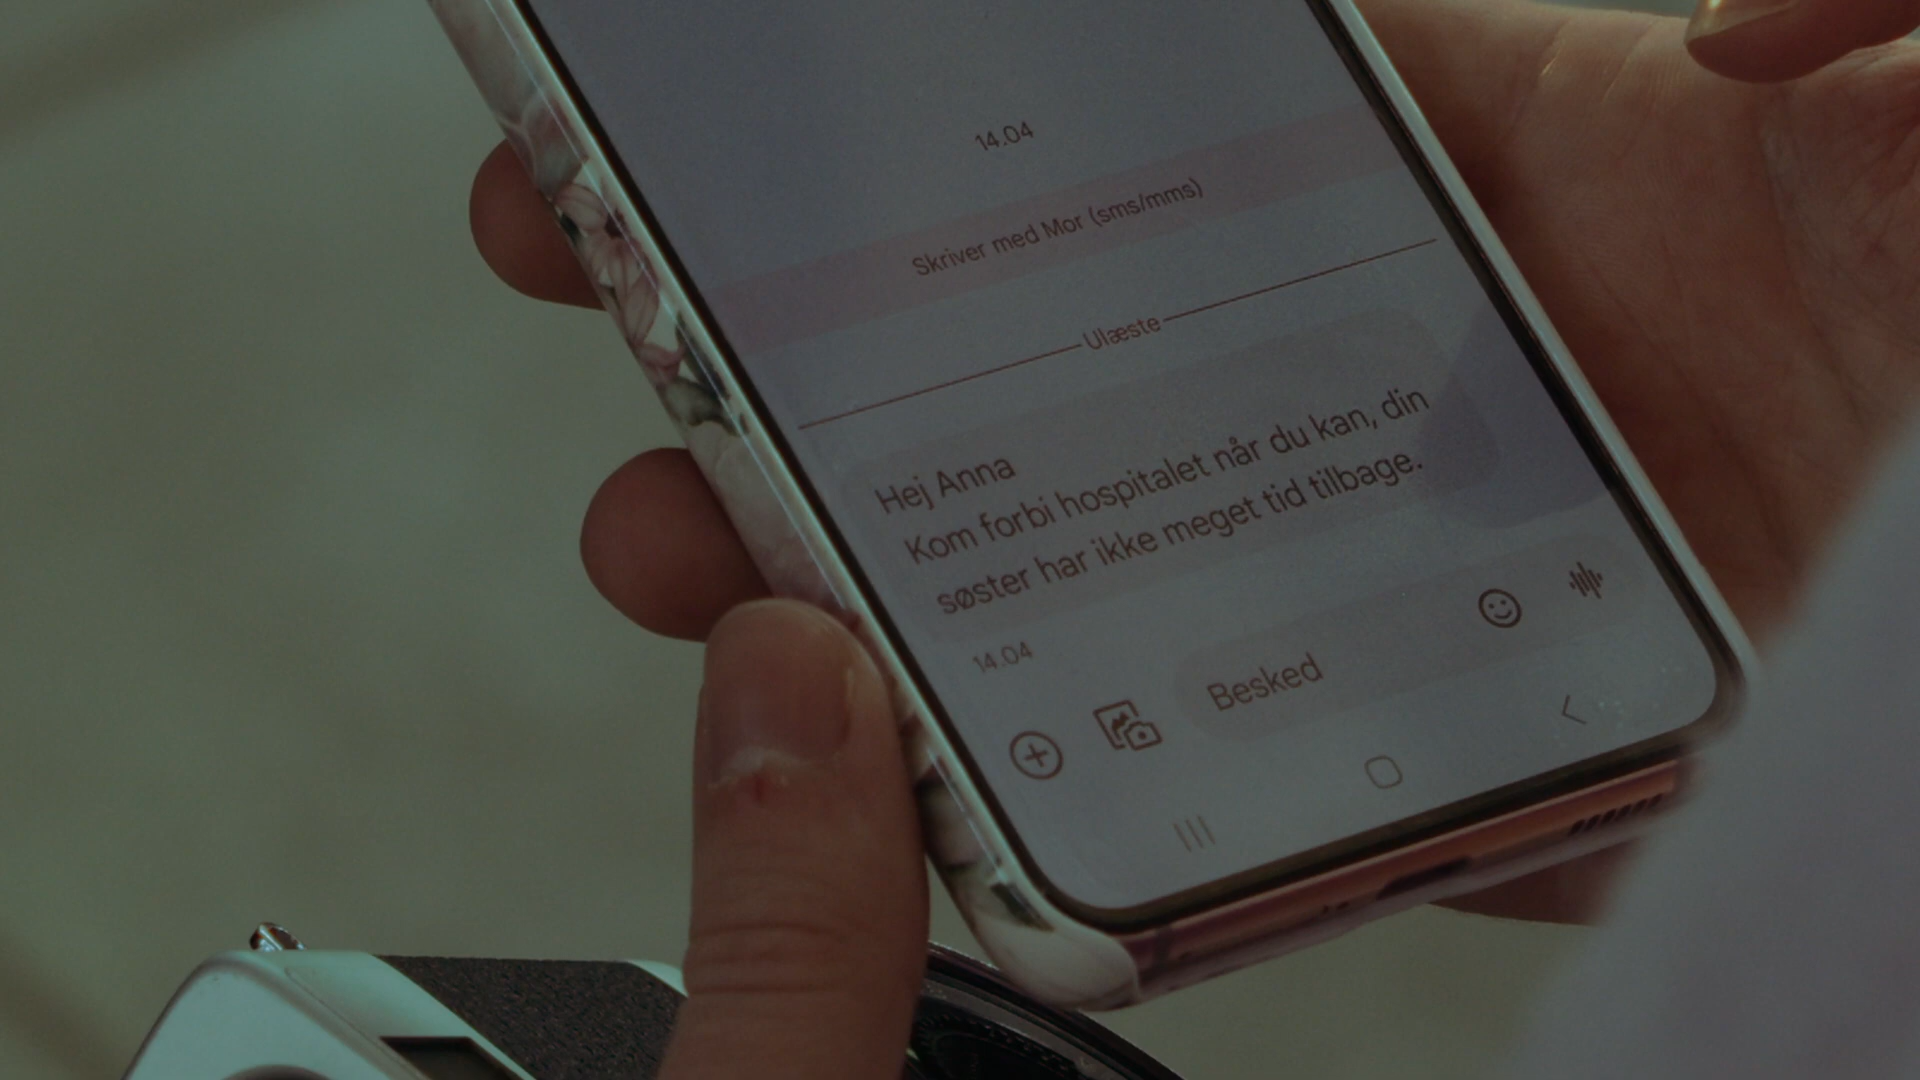 14.04
Skriver med Mor (sms/mms)
Ulæste
Hej Anna
Kom forbi hospitalet når du kan, din
søster har ikke meget tid tilbage.
14.04
Besked